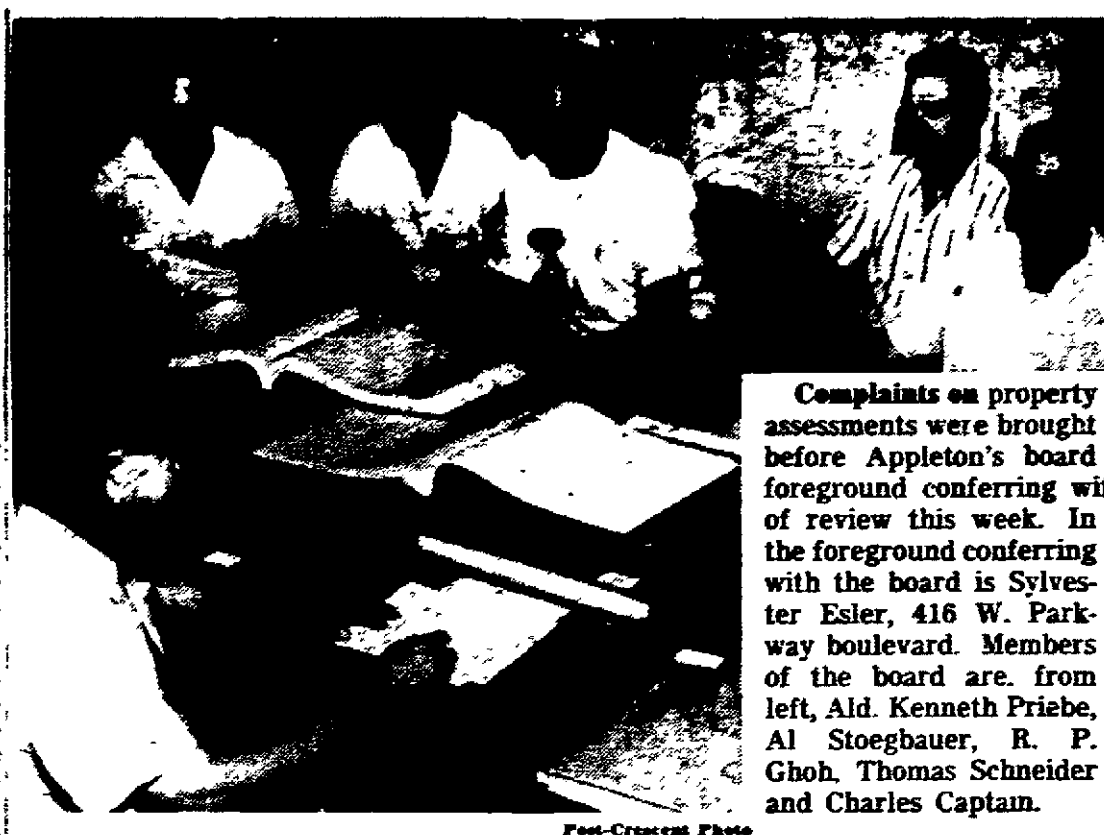 Complaints on property
assessments were brought
before Appleton's board
foreground conferring wit
of review this week. In
the foreground conferring
with the board is Sylves-
ter Esler, 416 W. Park-
way boulevard. Members
of the board are. from
left, Ald. Kenneth Priebe,
Al Stoegbauer, R. P.
Ghoh, Thomas Schneider
and Charles Captain.
Post-Crescent Photo